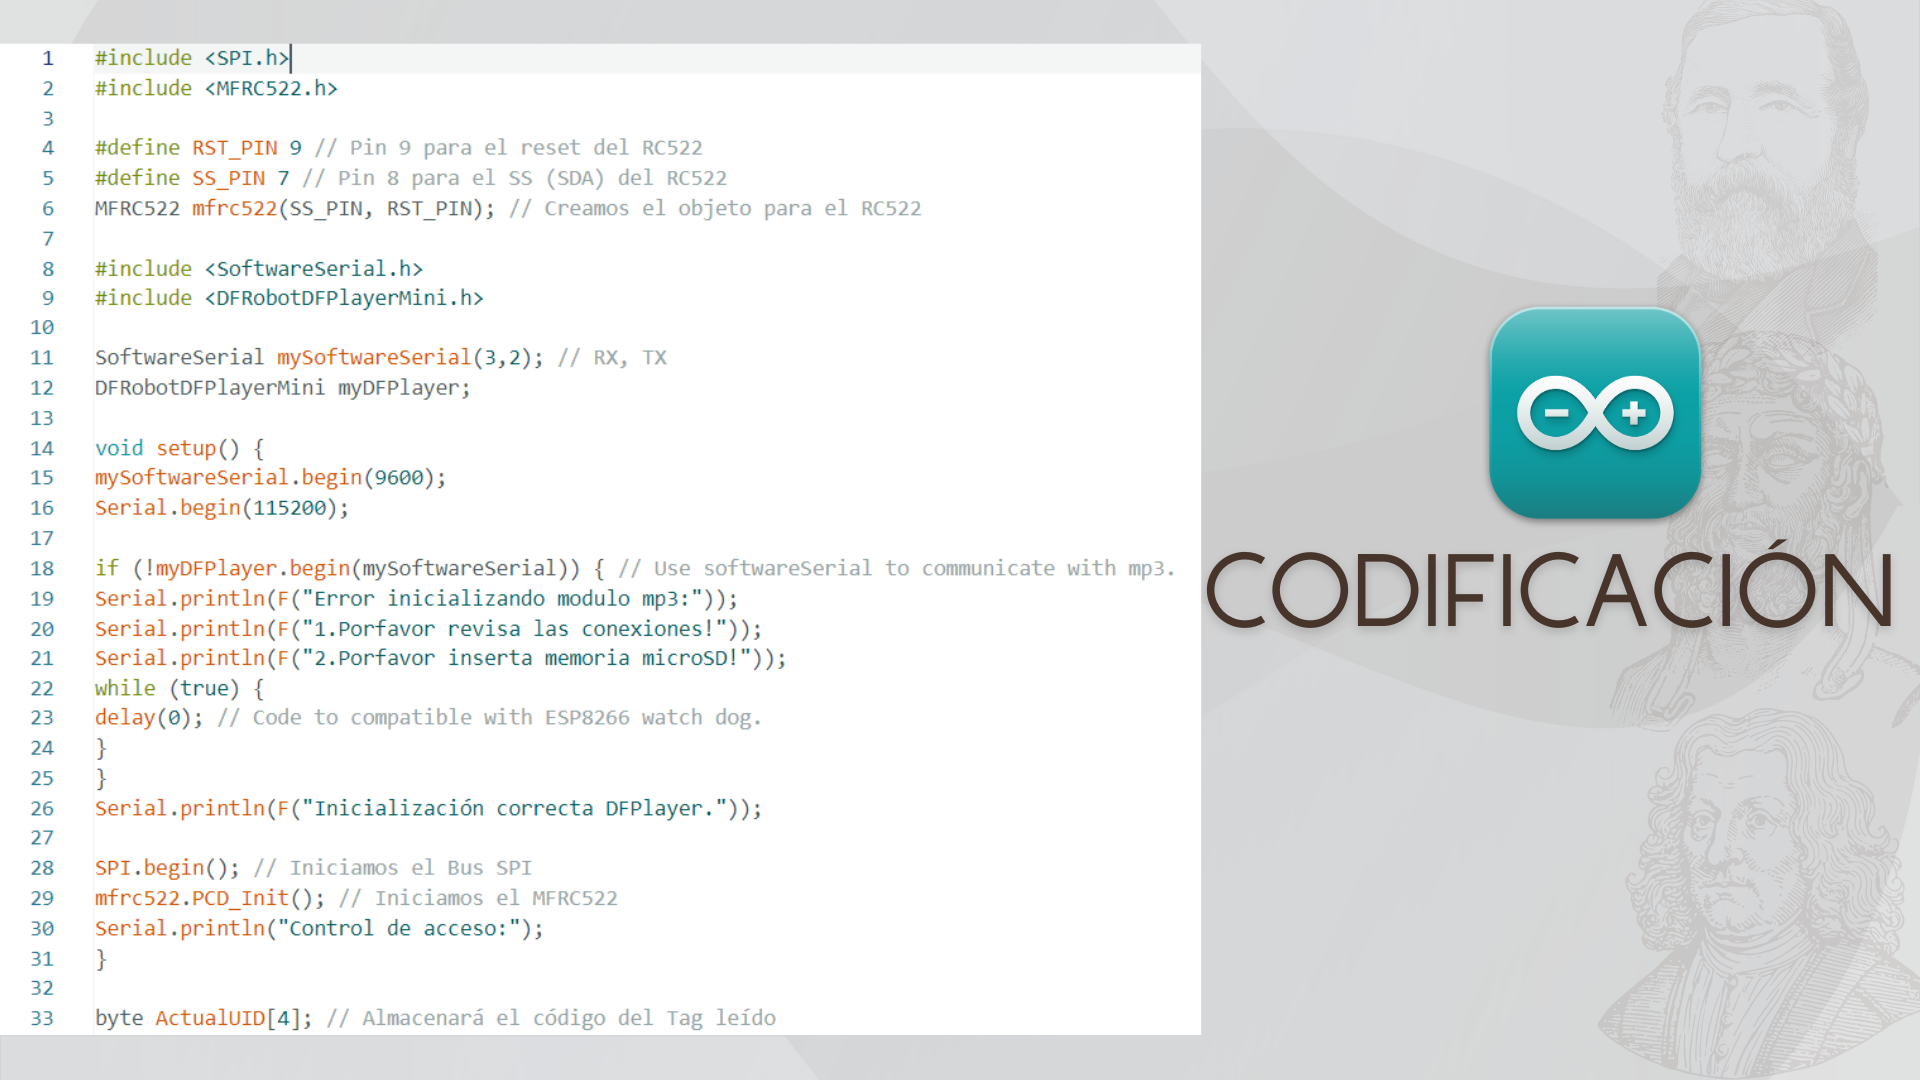 1 #include <SPI.h>
2 #include <MFRC522.h>
3
4 #define RST_PIN 9 // Pin 9 para el reset del RC522
5 #define SS_PIN 7 // Pin 8 para el SS (SDA) del RC522
6 MFRC522 mfrc522(SS_PIN, RST_PIN); // Creamos el objeto para el RC522
7
8 #include <SoftwareSerial.h>
9 #include <DFRobotDFPlayerMini.h>
10
11 SoftwareSerial mySoftwareSerial(3,2); // RX, TX
12 DFRobotDFPlayerMini myDFPlayer;
13
14 void setup() {
15 mySoftwareSerial.begin(9600);
16 Serial.begin(115200);
17
18 if (!myDFPlayer.begin(mySoftwareSerial)) { // Use softwareSerial to communicate with mp3.
19 Serial.println(F("Error inicializando modulo mp3:"));
20 Serial.println(F("1.Porfavor revisa las conexiones!"));
21 Serial.println(F("2.Porfavor inserta memoria microSD!"));
22 while (true) {
23 delay(0); // Code to compatible with ESP8266 watch dog.
24 }
25 }
26 Serial.println(F("Inicialización correcta DFPlayer."));
27
28 SPI.begin(); // Iniciamos el Bus SPI
29 mfrc522.PCD_Init(); // Iniciamos el MFRC522
30 Serial.println("Control de acceso:");
31 }
32
33 byte ActualUID[4]; // Almacenará el código del Tag leído
CODIFICACIÓN